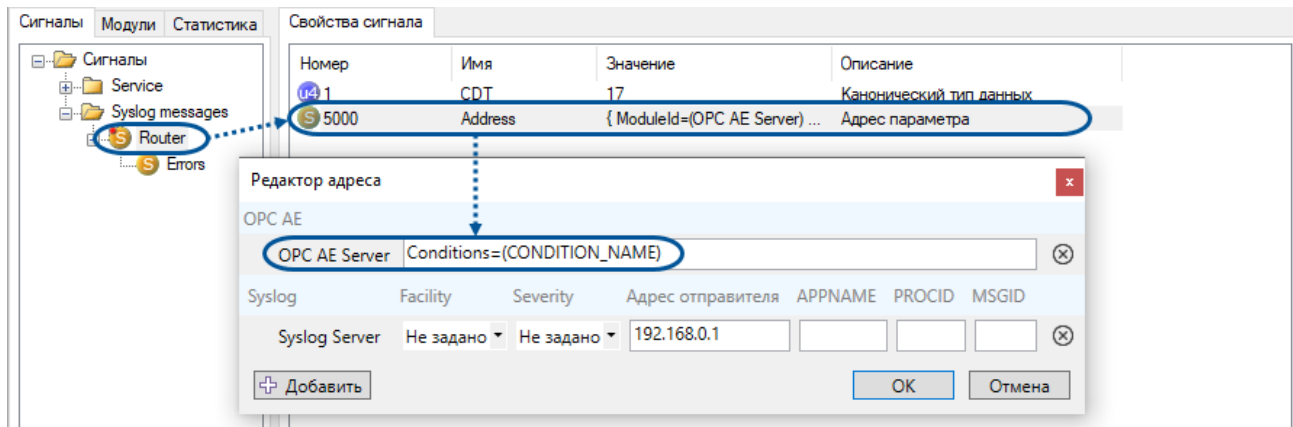 Сигналы Модули Статистика Свойства сигнала
Сигналы
Service
Syslog messages
Router
Errors
Номер Имя Значение Описание
u4 1 CDT 17 Канонический тип данных
S 5000 Address { ModuleId=(OPC AE Server) ... Адрес параметра
Редактор адреса x
OPC AE
OPC AE Server Conditions=(CONDITION_NAME)
Syslog Facility Severity Адрес отправителя APPNAME PROCID MSGID
Syslog Server Не задано Не задано 192.168.0.1
Добавить OK Отмена